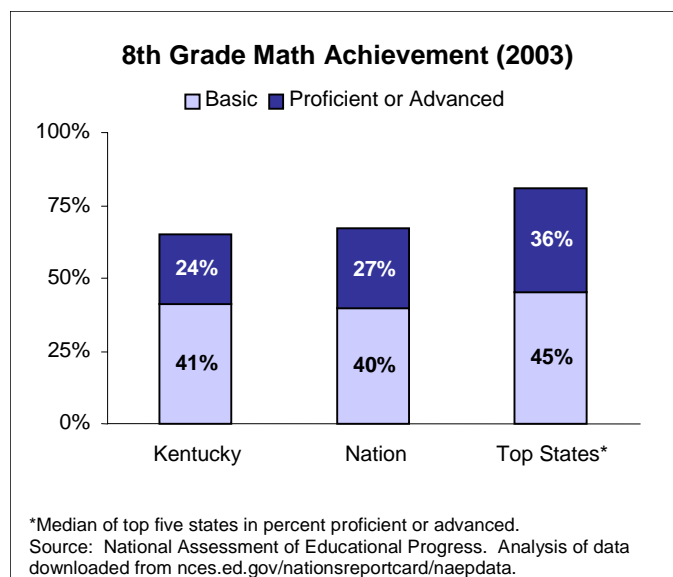 8th Grade Math Achievement (2003)
Basic Proficient or Advanced
100%
75%
50%
25%
0%
24%
41%
27%
40%
36%
45%
Kentucky Nation Top States*
*Median of top five states in percent proficient or advanced.
Source:  National Assessment of Educational Progress.  Analysis of data
downloaded from nces.ed.gov/nationsreportcard/naepdata.